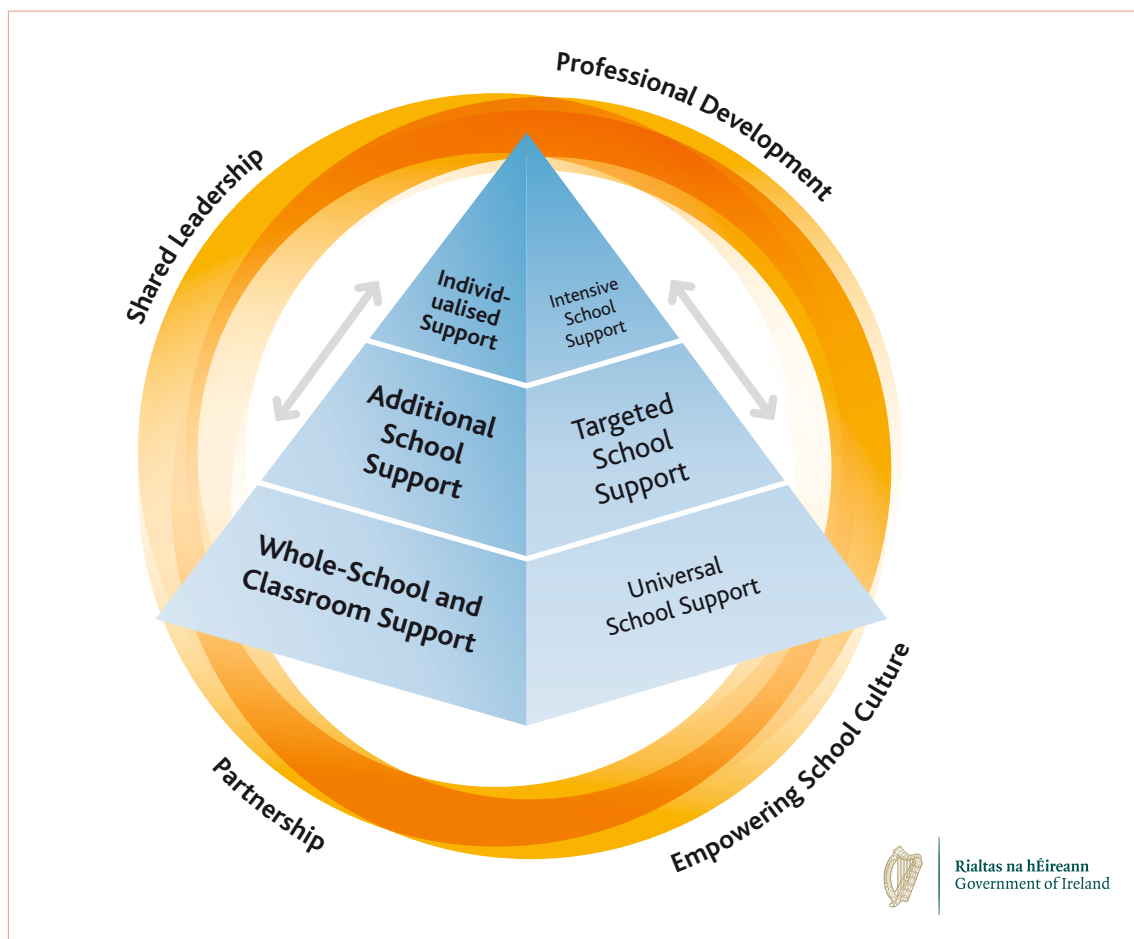 Professional Development
Shared Leadership
Individ-
ualised
Support
Intensive
School
Support
Additional
School
Support
Targeted
School
Support
Whole-School and
Classroom Support
Universal
School Support
Partnership
Empowering School Culture
Rialtas na hÉireann
Government of Ireland